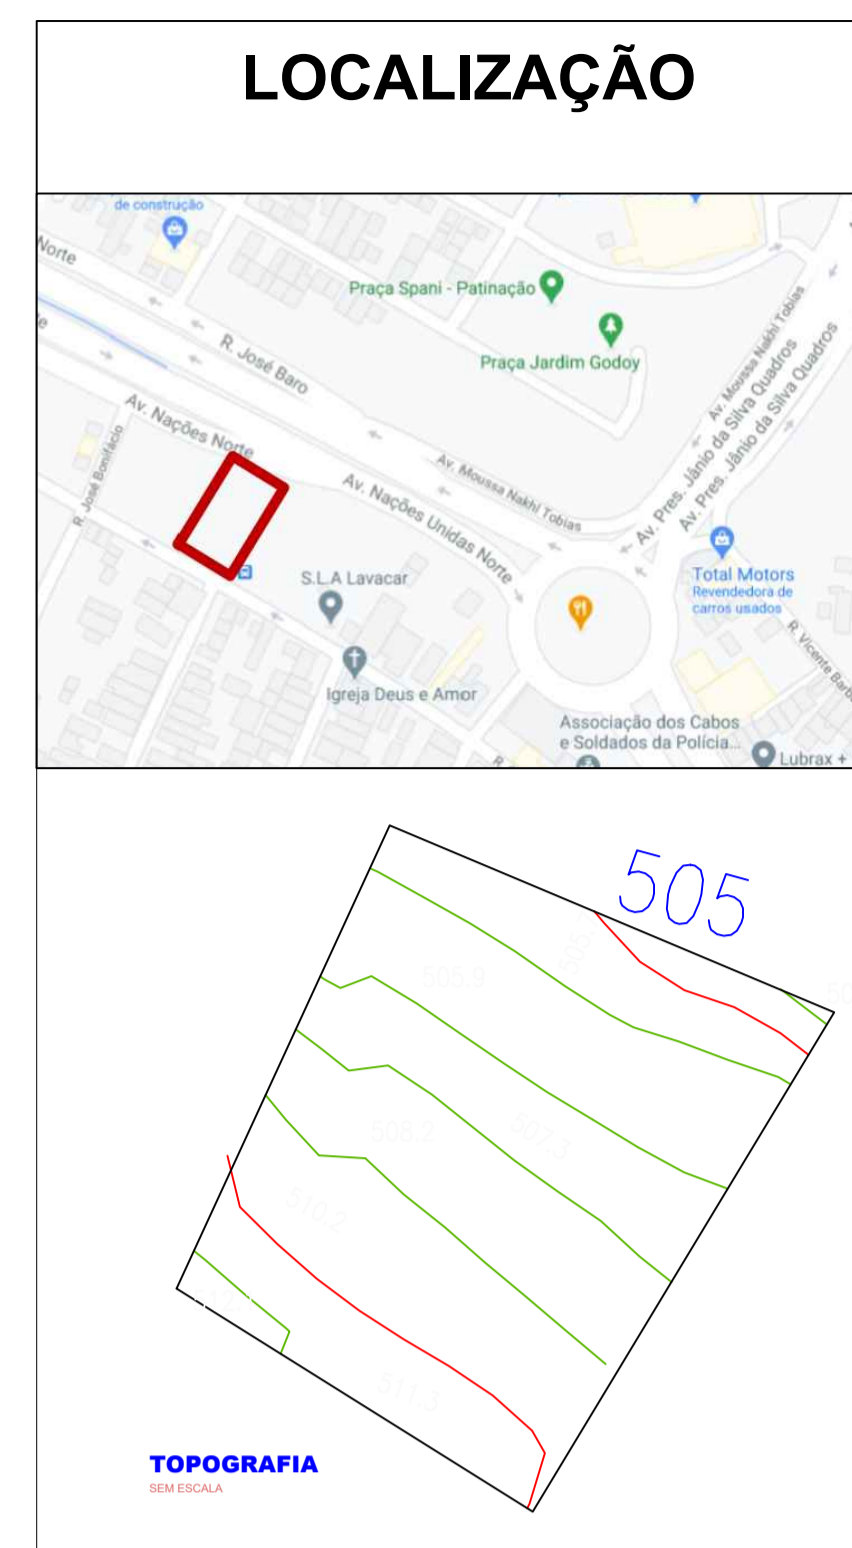 LOCALIZAÇÃO
de construção
Norte
Praça Spani - Patinação
R. José Baro
Praça Jardim Godoy
Av. Moussa Nakhl Tobias
Av. Pres. Jânio da Silva Quadros
Av. Pres. Jânio da Silva Quadros
Av. Nações Norte
R. José Bonifácio
Av. Moussa Nakhl Tobias
Av. Nações Unidas Norte
S.L.A Lavacar
Total Motors
Revendedora de
carros usados
R. Vicente Barb
Igreja Deus e Amor
Associação dos Cabos
e Soldados da Polícia...
Lubrax +
505
505.9
508.2
507.3
510.2
511.3
TOPOGRAFIA
SEM ESCALA